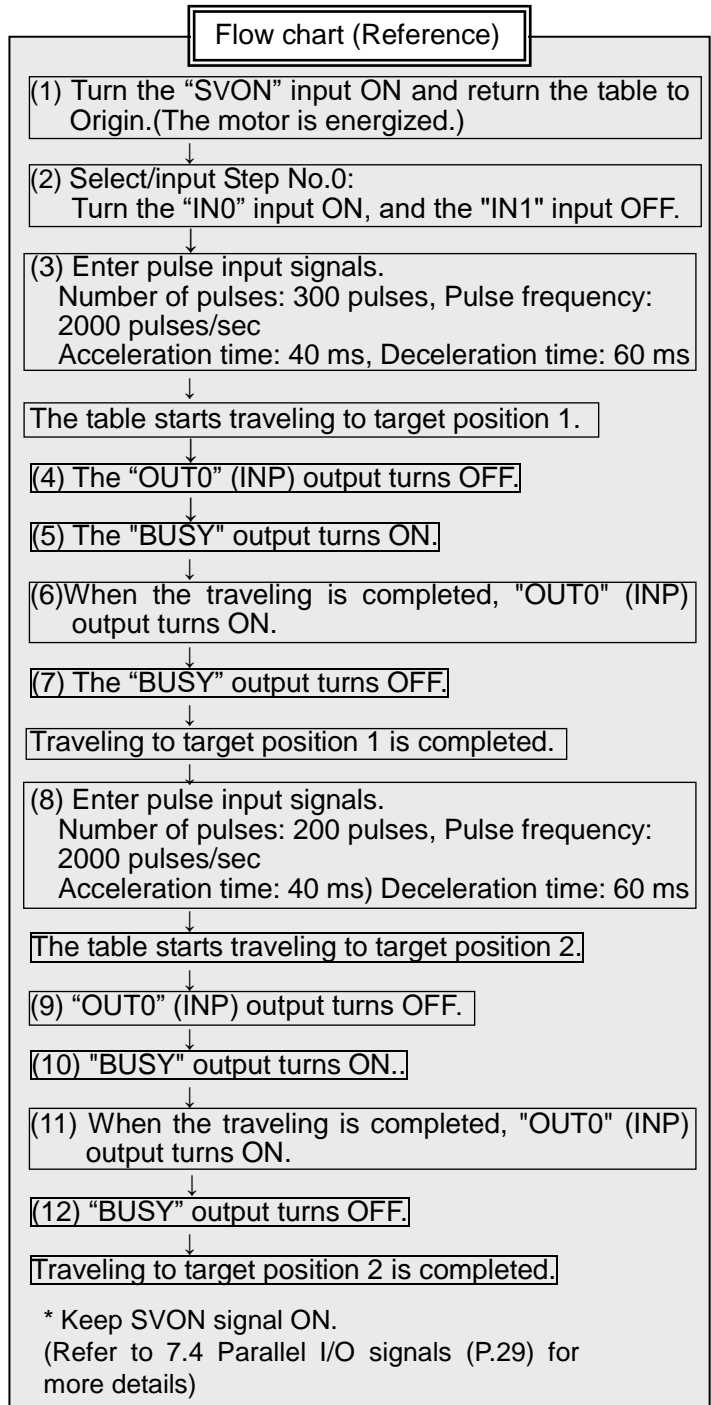 Flow chart (Reference)
(1) Turn the “SVON” input ON and return the table to
Origin.(The motor is energized.)
↓
(2) Select/input Step No.0:
Turn the “IN0” input ON, and the "IN1" input OFF.
↓
(3) Enter pulse input signals.
Number of pulses: 300 pulses, Pulse frequency:
2000 pulses/sec
Acceleration time: 40 ms, Deceleration time: 60 ms
↓
The table starts traveling to target position 1.
↓
(4) The “OUT0” (INP) output turns OFF.
↓
(5) The "BUSY" output turns ON.
↓
(6)When the traveling is completed, "OUT0" (INP)
output turns ON.
↓
(7) The “BUSY” output turns OFF.
↓
Traveling to target position 1 is completed.
↓
(8) Enter pulse input signals.
Number of pulses: 200 pulses, Pulse frequency:
2000 pulses/sec
Acceleration time: 40 ms) Deceleration time: 60 ms
↓
The table starts traveling to target position 2.
↓
(9) “OUT0” (INP) output turns OFF.
↓
(10) "BUSY" output turns ON..
↓
(11) When the traveling is completed, "OUT0" (INP)
output turns ON.
↓
(12) “BUSY” output turns OFF.
↓
Traveling to target position 2 is completed.
* Keep SVON signal ON.
(Refer to 7.4 Parallel I/O signals (P.29) for
more details)